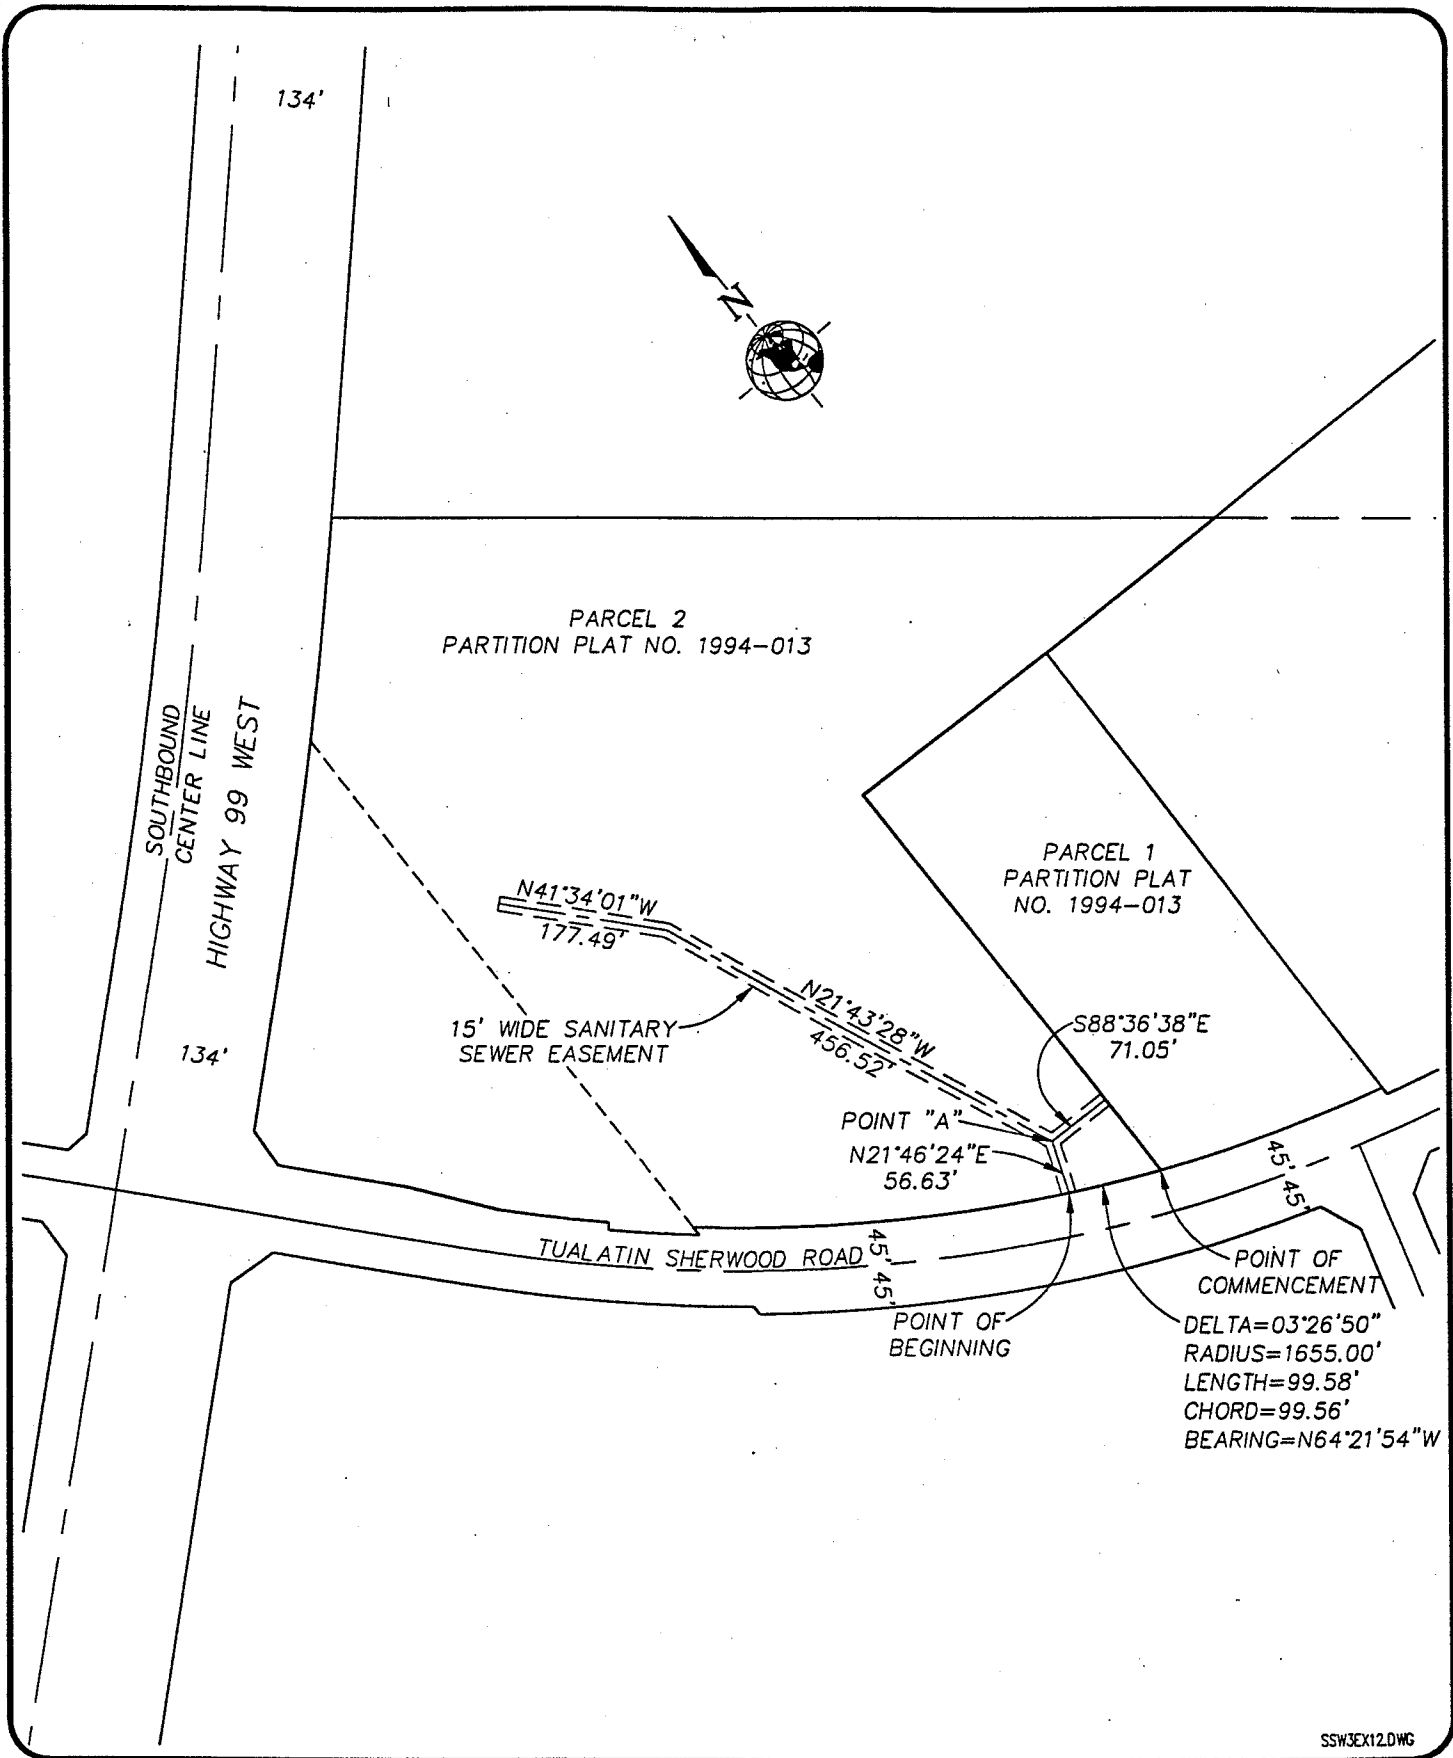 134'
N
PARCEL 2
PARTITION PLAT NO. 1994-013
SOUTHBOUND
CENTER LINE
HIGHWAY 99 WEST
PARCEL 1
PARTITION PLAT
NO. 1994-013
N41°34'01"W
177.49'
N21°43'28"W
456.52'
15' WIDE SANITARY
SEWER EASEMENT
S88°36'38"E
71.05'
134'
POINT "A"
N21°46'24"E
56.63'
45'
45'
TUALATIN SHERWOOD ROAD
45'
45'
POINT OF
COMMENCEMENT
POINT OF
BEGINNING
DELTA=03°26'50"
RADIUS=1655.00'
LENGTH=99.58'
CHORD=99.56'
BEARING=N64°21'54"W
SSW3EX12.DWG